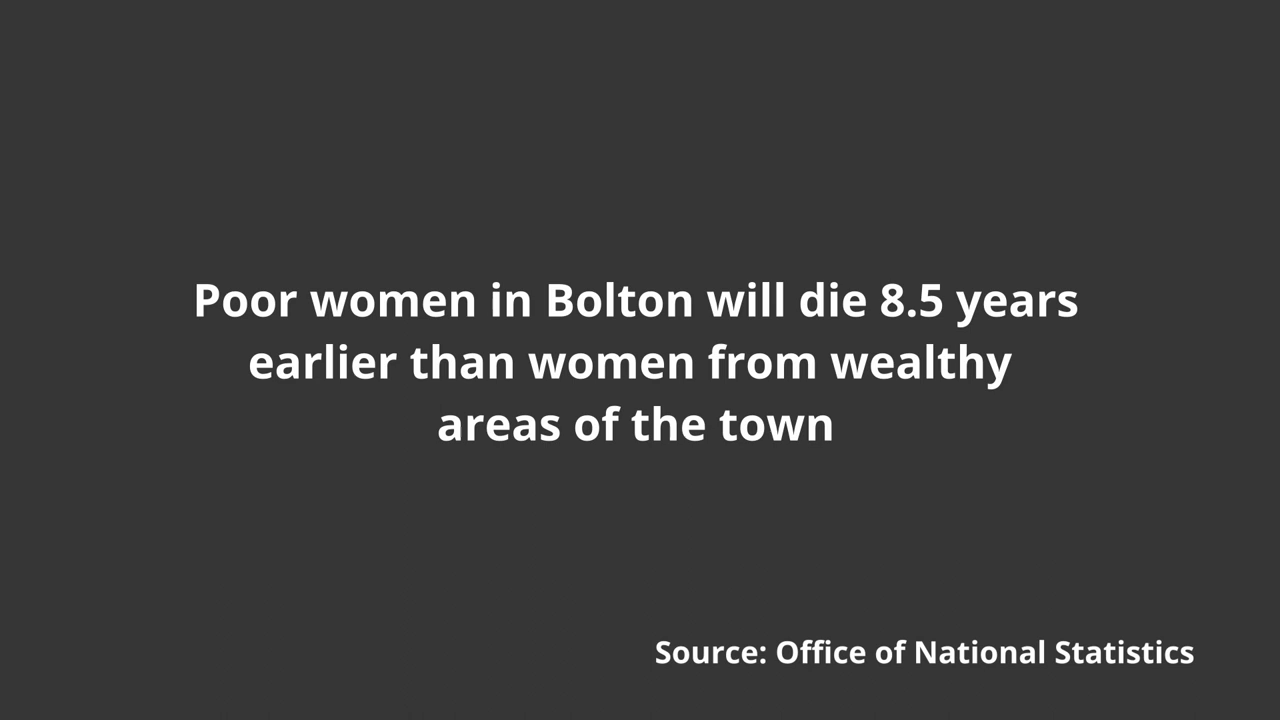 Poor women in Bolton will die 8.5 years
earlier than women from wealthy
areas of the town
Source: Office of National Statistics